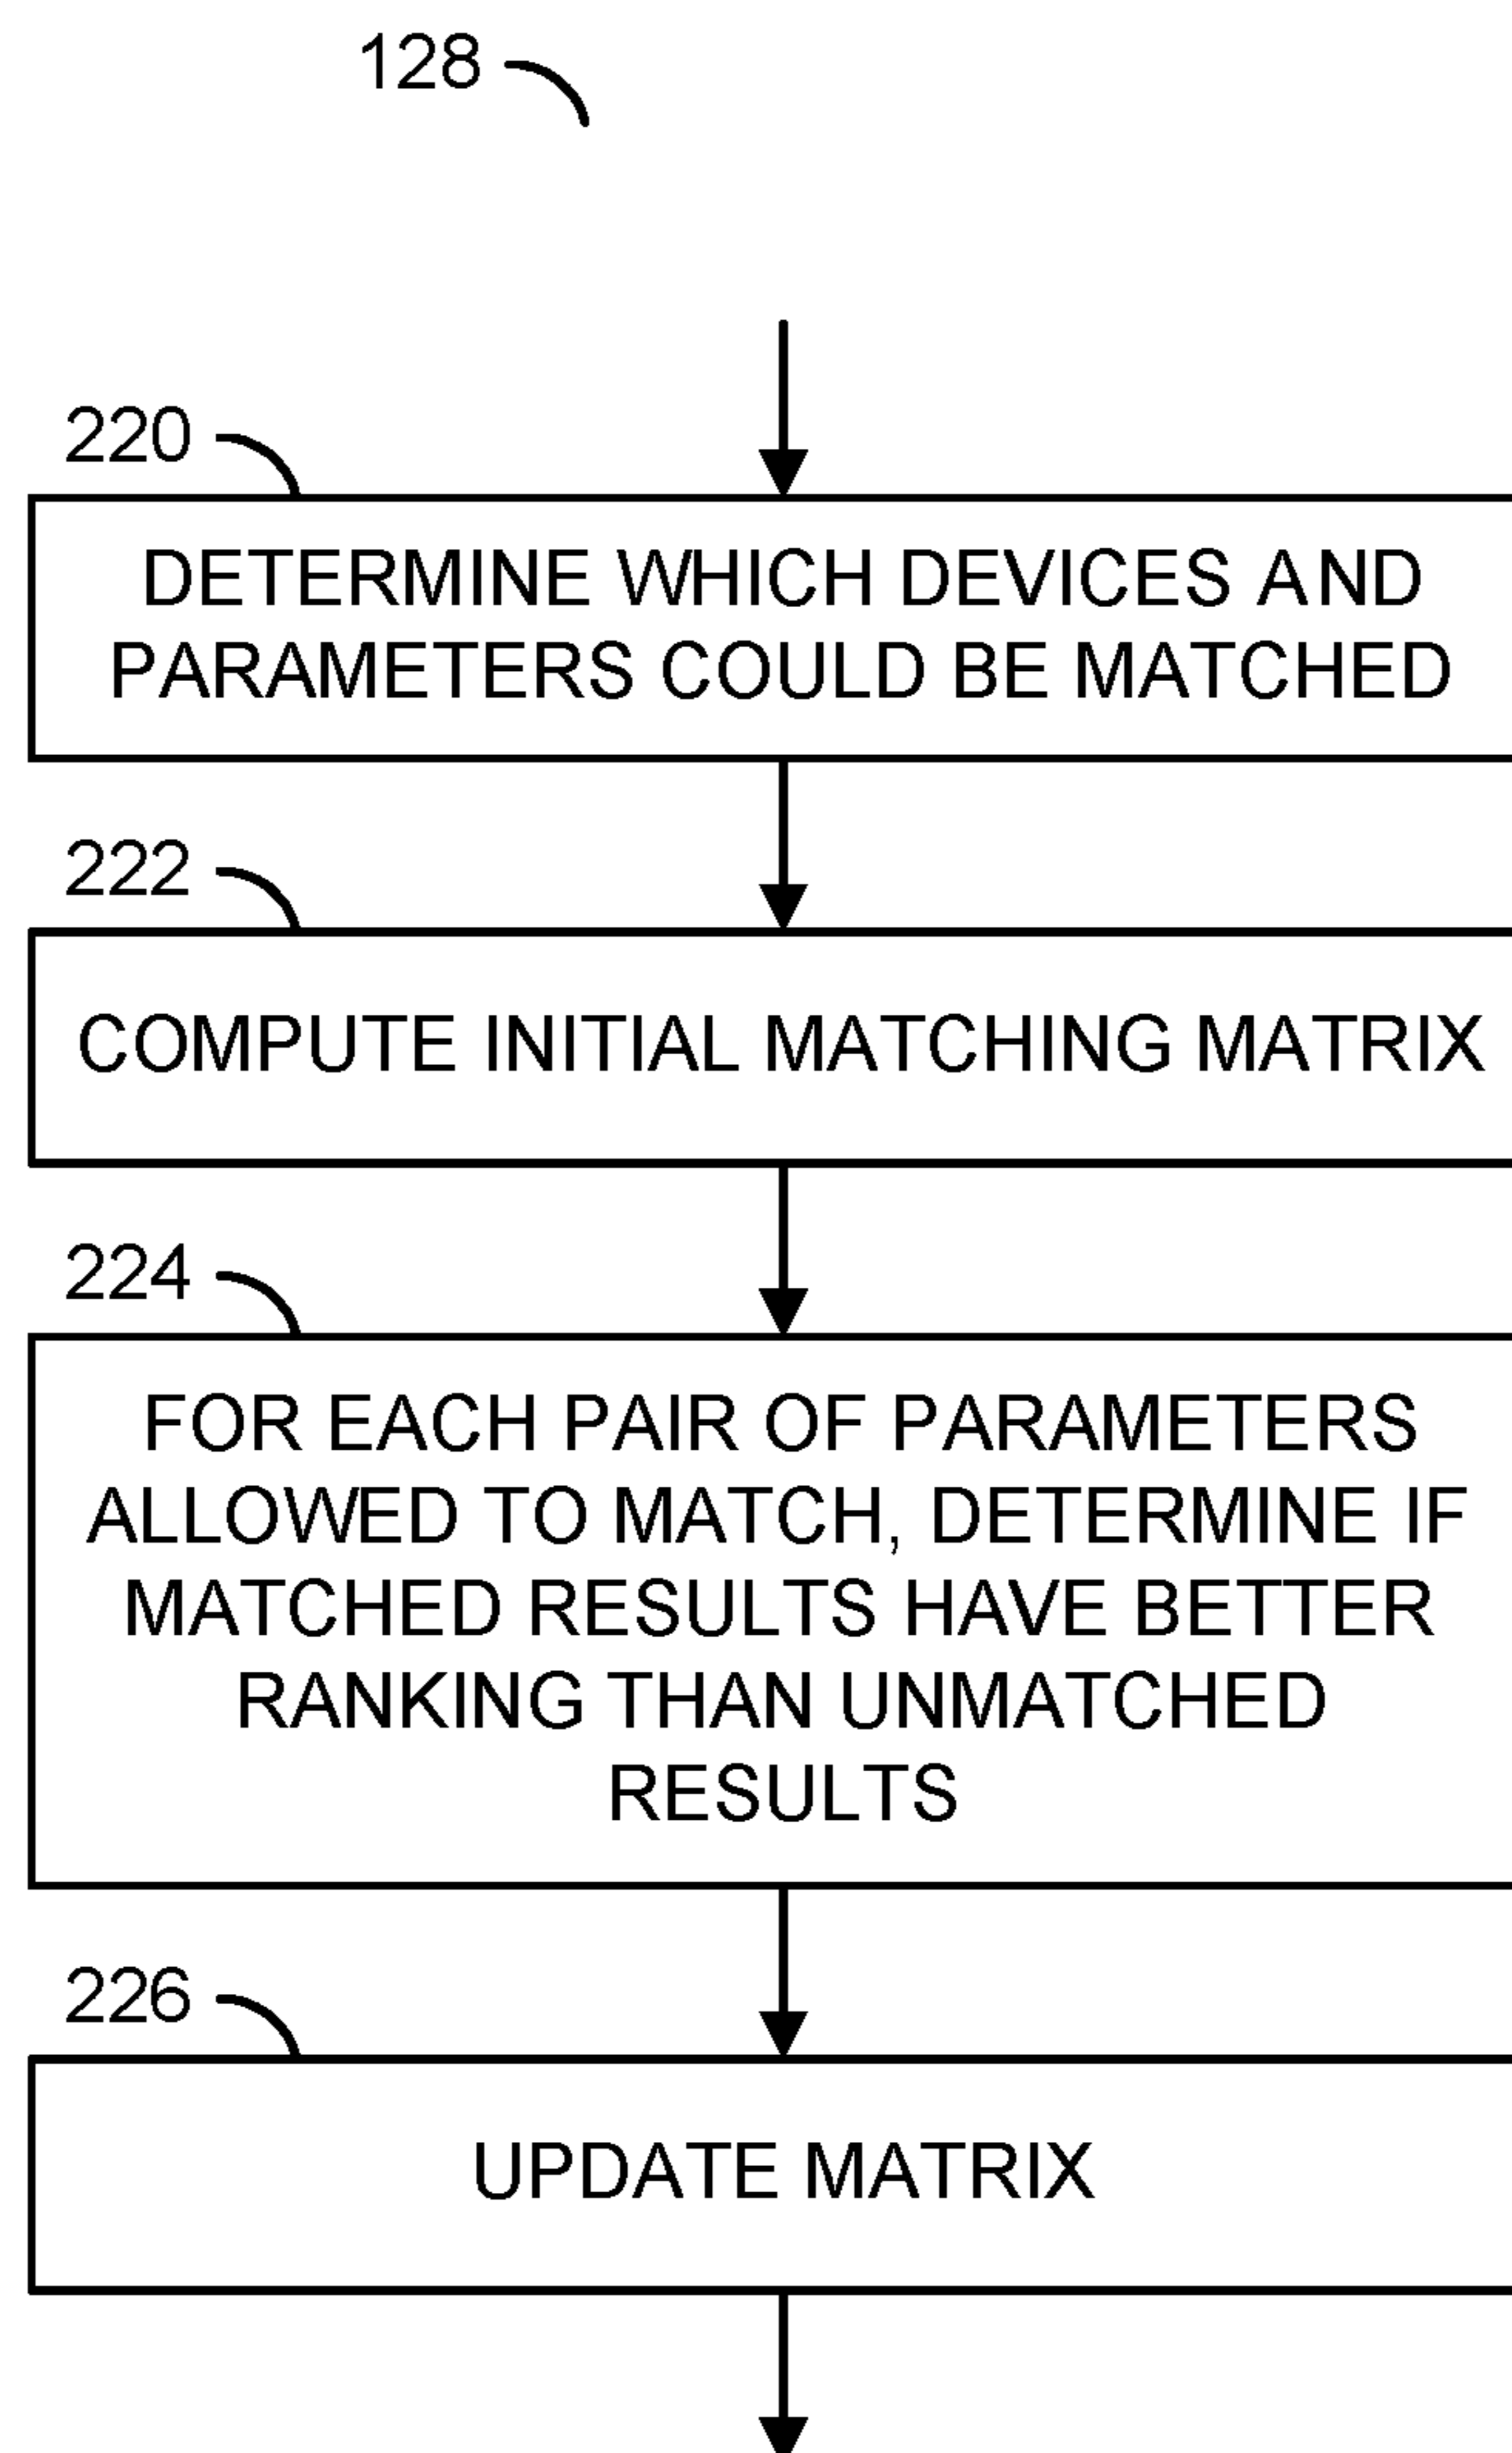 128
220
DETERMINE WHICH DEVICES AND
PARAMETERS COULD BE MATCHED
222
COMPUTE INITIAL MATCHING MATRIX
224
FOR EACH PAIR OF PARAMETERS
ALLOWED TO MATCH, DETERMINE IF
MATCHED RESULTS HAVE BETTER
RANKING THAN UNMATCHED
RESULTS
226
UPDATE MATRIX